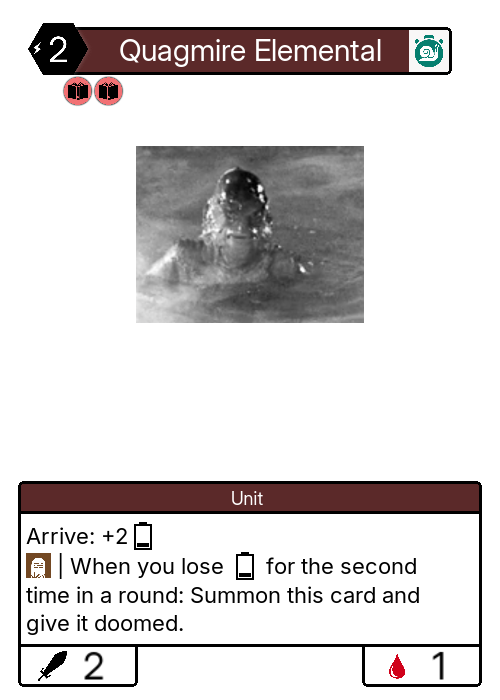 2 Quagmire Elemental
Unit
Arrive: +2
| When you lose for the second
time in a round: Summon this card and
give it doomed.
2 1